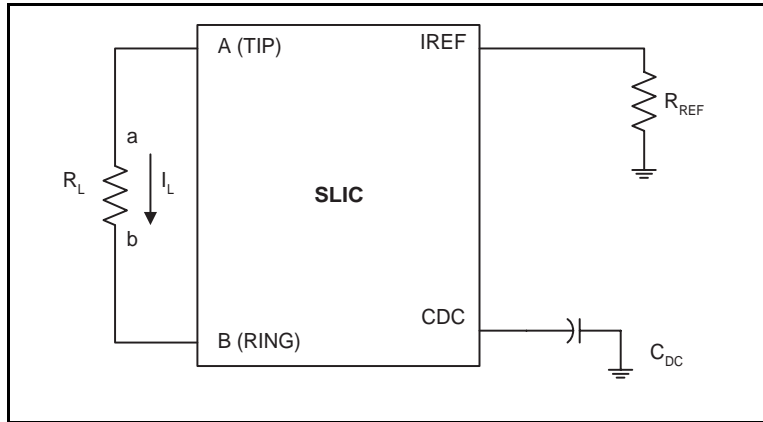 A (TIP)
IREF
R_REF
a
R_L
I_L
SLIC
b
CDC
B (RING)
C_DC